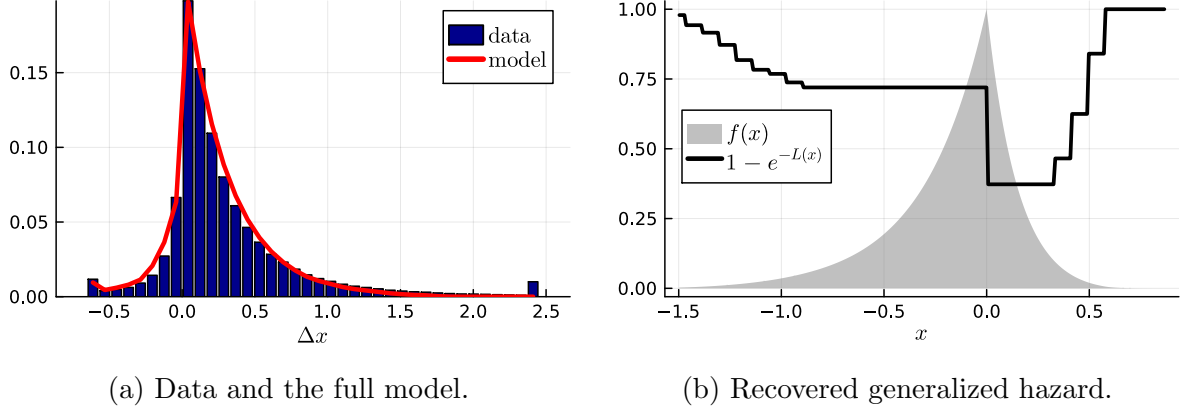 0.15
0.10
0.05
0.00
−0.5
0.0
0.5
1.0
1.5
2.0
2.5
Δx
data
model
(a) Data and the full model.
1.00
0.75
0.50
0.25
0.00
−1.5
−1.0
−0.5
0.0
0.5
x
f(x)
1 − e^{−L(x)}
(b) Recovered generalized hazard.